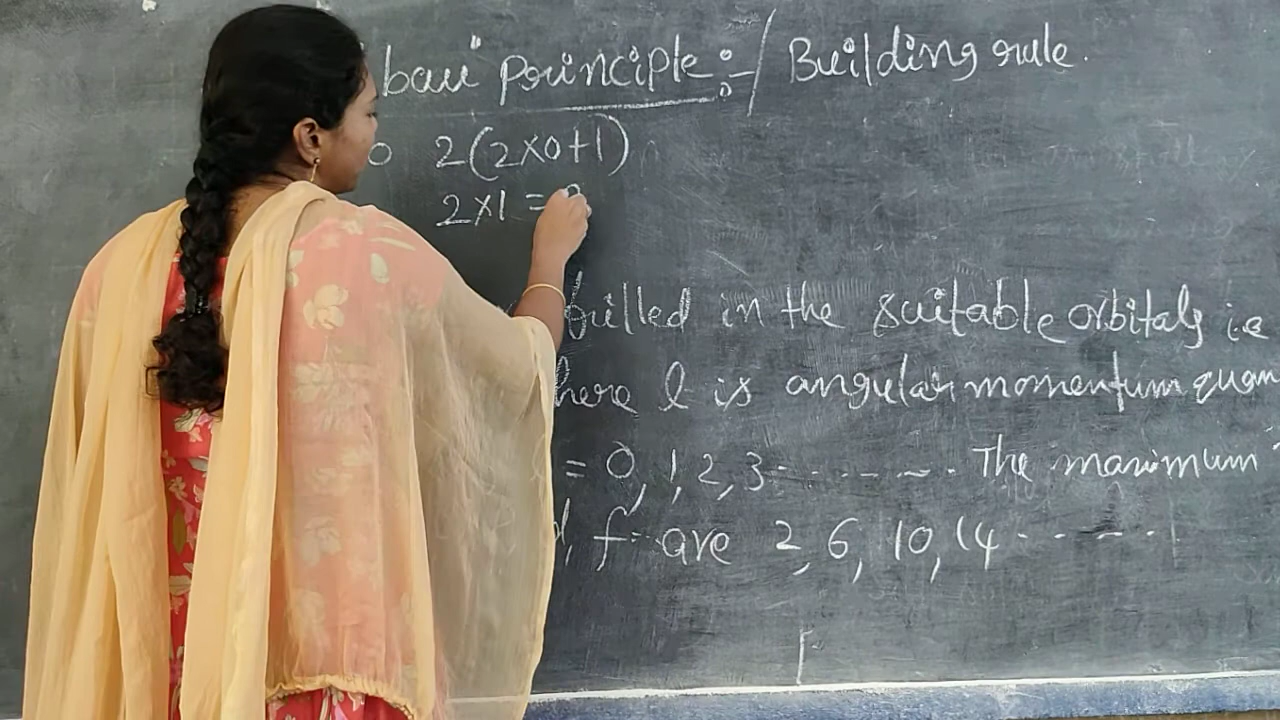 bau principle :- / Building rule.
0 2(2×0+1)
2×1 =
filled in the suitable orbitals i.e
here l is angular momentum quan
= 0, 1, 2, 3 - - - - - - The maximum
d, f are 2, 6, 10, 14 - - - - -